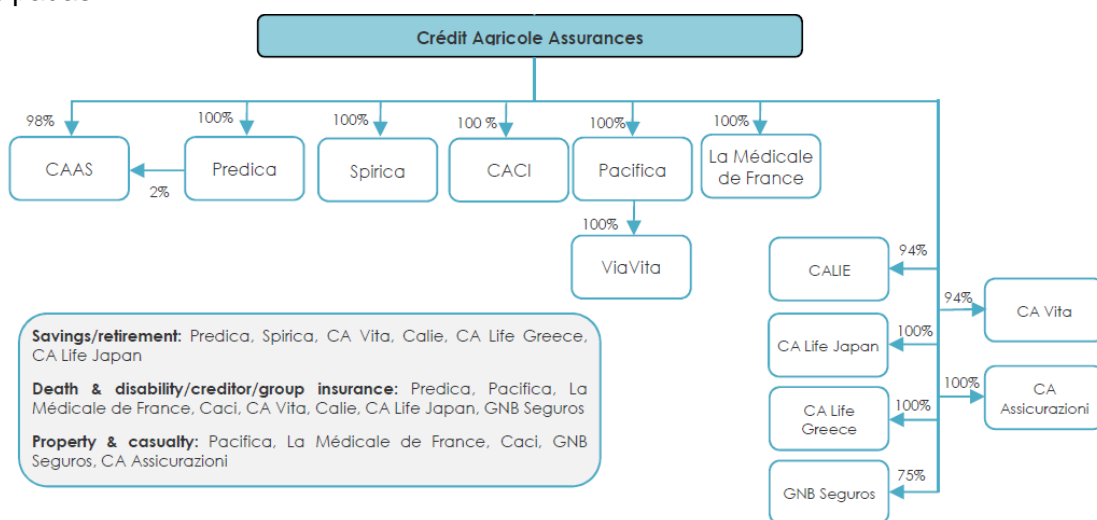 Crédit Agricole Assurances
98%
100%
100%
100 %
100%
100%
CAAS
Predica
Spirica
CACI
Pacifica
La Médicale
de France
2%
100%
ViaVita
94%
CALIE
94%
CA Vita
100%
CA Life Japan
100%
CA
Assicurazioni
100%
CA Life
Greece
75%
GNB Seguros
Savings/retirement: Predica, Spirica, CA Vita, Calie, CA Life Greece,
CA Life Japan
Death & disability/creditor/group insurance: Predica, Pacifica, La
Médicale de France, Caci, CA Vita, Calie, CA Life Japan, GNB Seguros
Property & casualty: Pacifica, La Médicale de France, Caci, GNB
Seguros, CA Assicurazioni